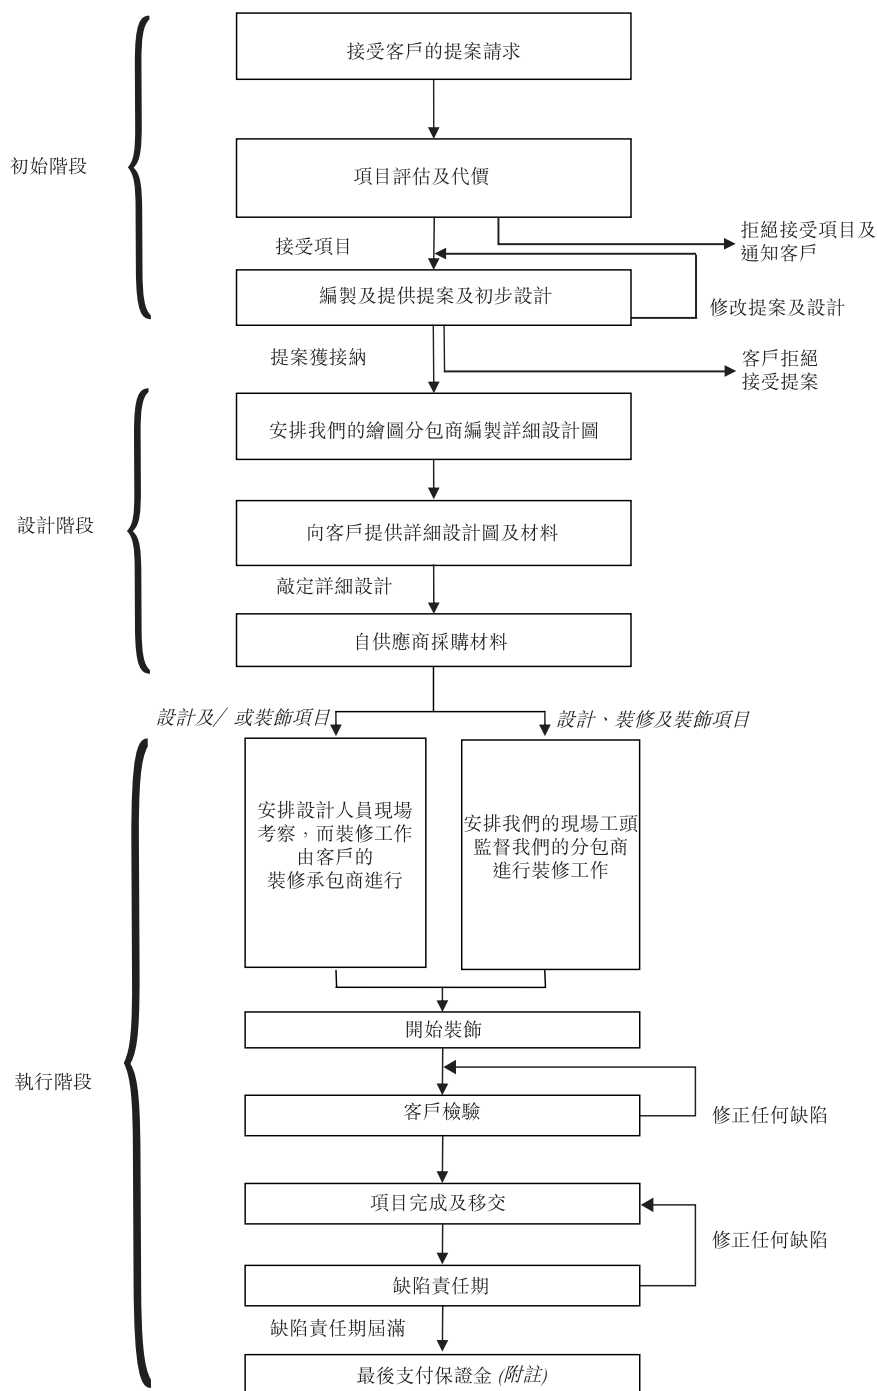 接受客戶的提案請求
初始階段
項目評估及代價
拒絕接受項目及
通知客戶
接受項目
編製及提供提案及初步設計
修改提案及設計
提案獲接納
客戶拒絕
接受提案
安排我們的繪圖分包商編製詳細設計圖
設計階段
向客戶提供詳細設計圖及材料
敲定詳細設計
自供應商採購材料
設計及/或裝飾項目
設計、裝修及裝飾項目
安排設計人員現場
考察，而裝修工作
由客戶的
裝修承包商進行
安排我們的現場工頭
監督我們的分包商
進行裝修工作
開始裝飾
執行階段
客戶檢驗
修正任何缺陷
項目完成及移交
修正任何缺陷
缺陷責任期
缺陷責任期屆滿
最後支付保證金 (附註)